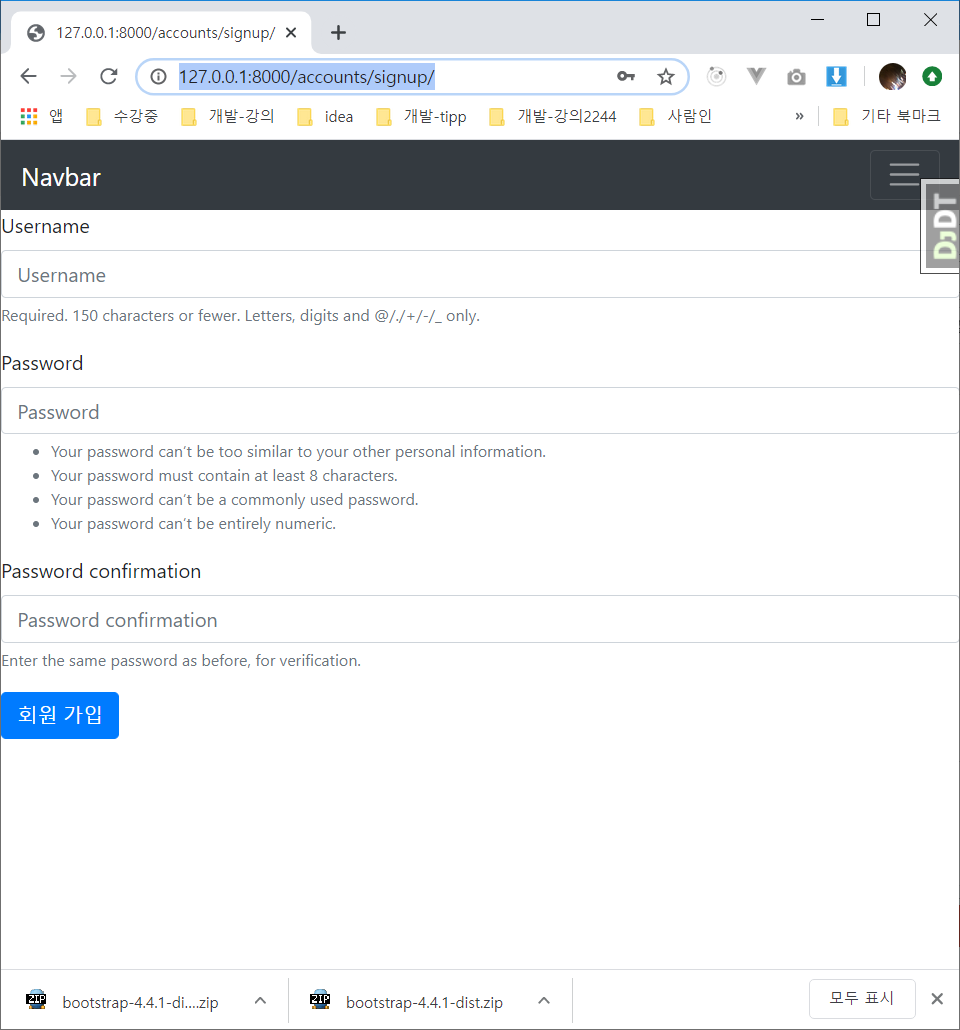 127.0.0.1:8000/accounts/signup/
127.0.0.1:8000/accounts/signup/
앱 수강중 개발-강의 idea 개발-tipp 개발-강의2244 사람인 » 기타 북마크
Navbar
DJDT
Username
Username
Required. 150 characters or fewer. Letters, digits and @/./+/-/_ only.
Password
Password
Your password can't be too similar to your other personal information.
Your password must contain at least 8 characters.
Your password can't be a commonly used password.
Your password can't be entirely numeric.
Password confirmation
Password confirmation
Enter the same password as before, for verification.
회원 가입
ZIP bootstrap-4.4.1-di....zip ZIP bootstrap-4.4.1-dist.zip 모두 표시